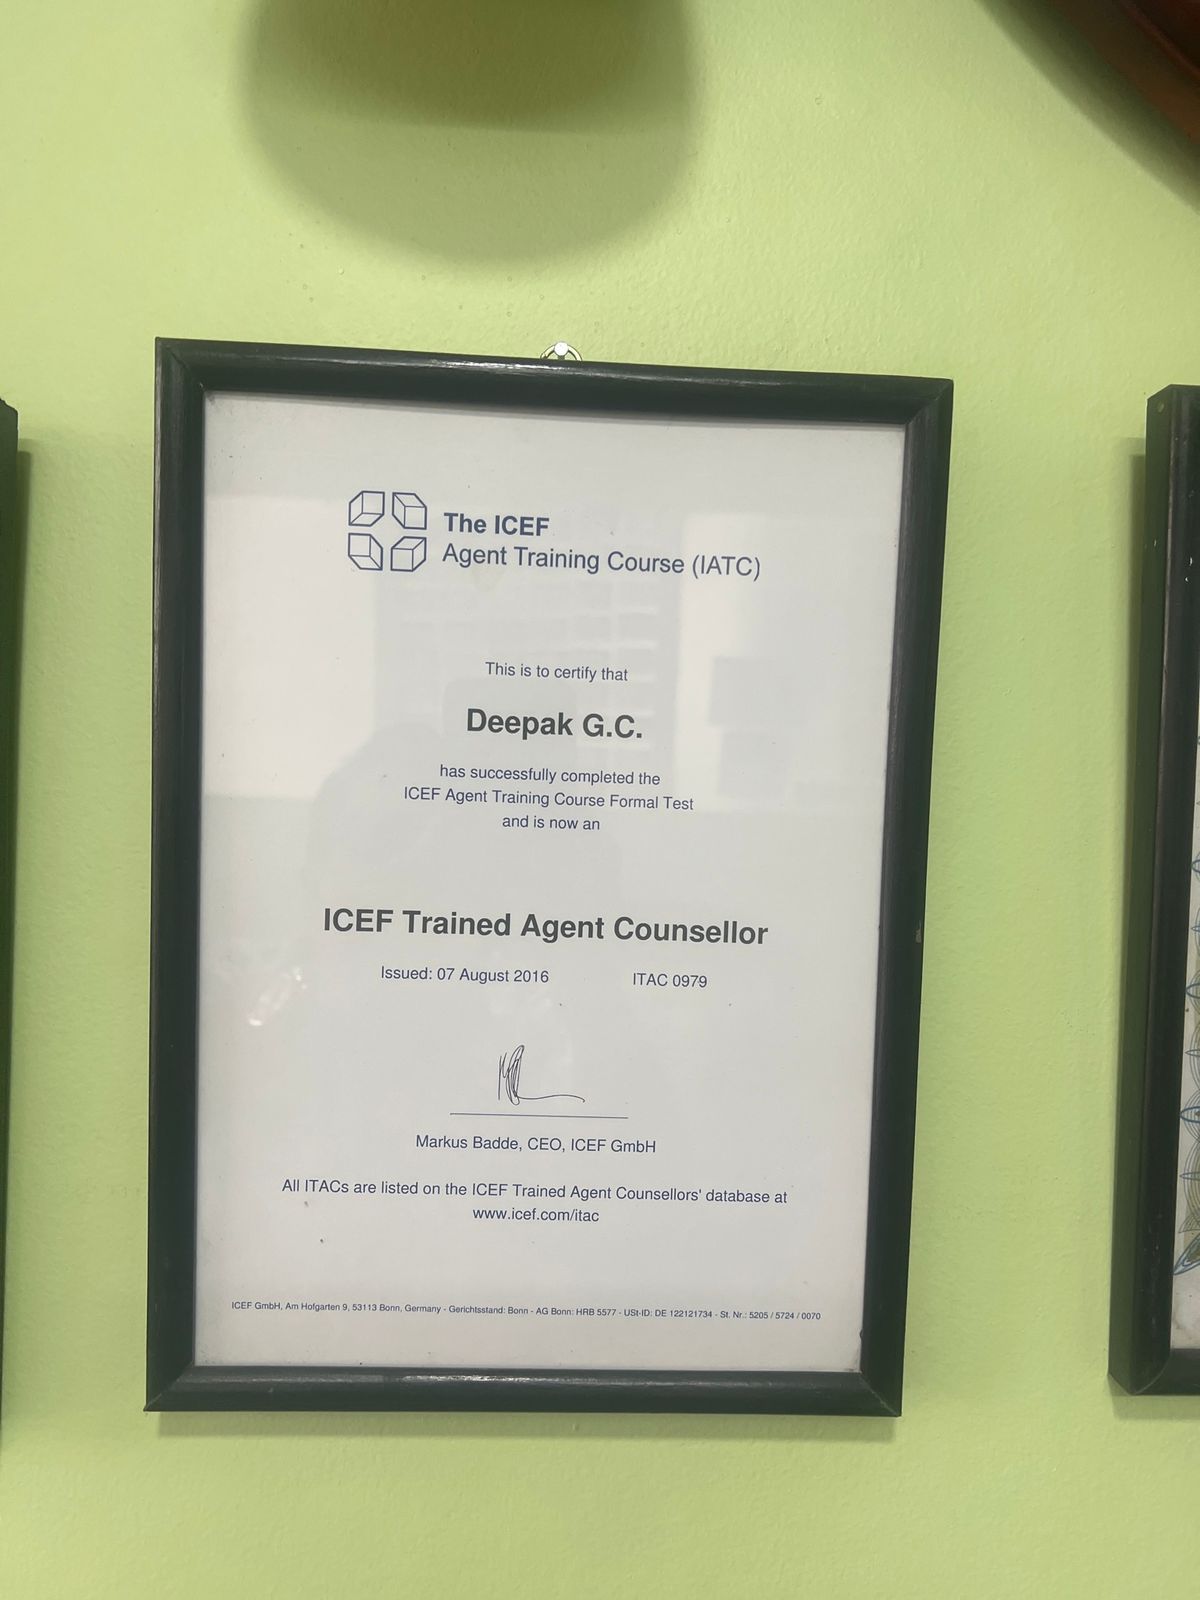 The ICEF
Agent Training Course (IATC)
This is to certify that
Deepak G.C.
has successfully completed the
ICEF Agent Training Course Formal Test
and is now an
ICEF Trained Agent Counsellor
Issued: 07 August 2016 ITAC 0979
Markus Badde, CEO, ICEF GmbH
All ITACs are listed on the ICEF Trained Agent Counsellors' database at
www.icef.com/itac
ICEF GmbH, Am Hofgarten 9, 53113 Bonn, Germany - Gerichtsstand: Bonn - AG Bonn: HRB 5577 - USt-ID: DE 122121734 - St. Nr.: 5205 / 5724 / 0070